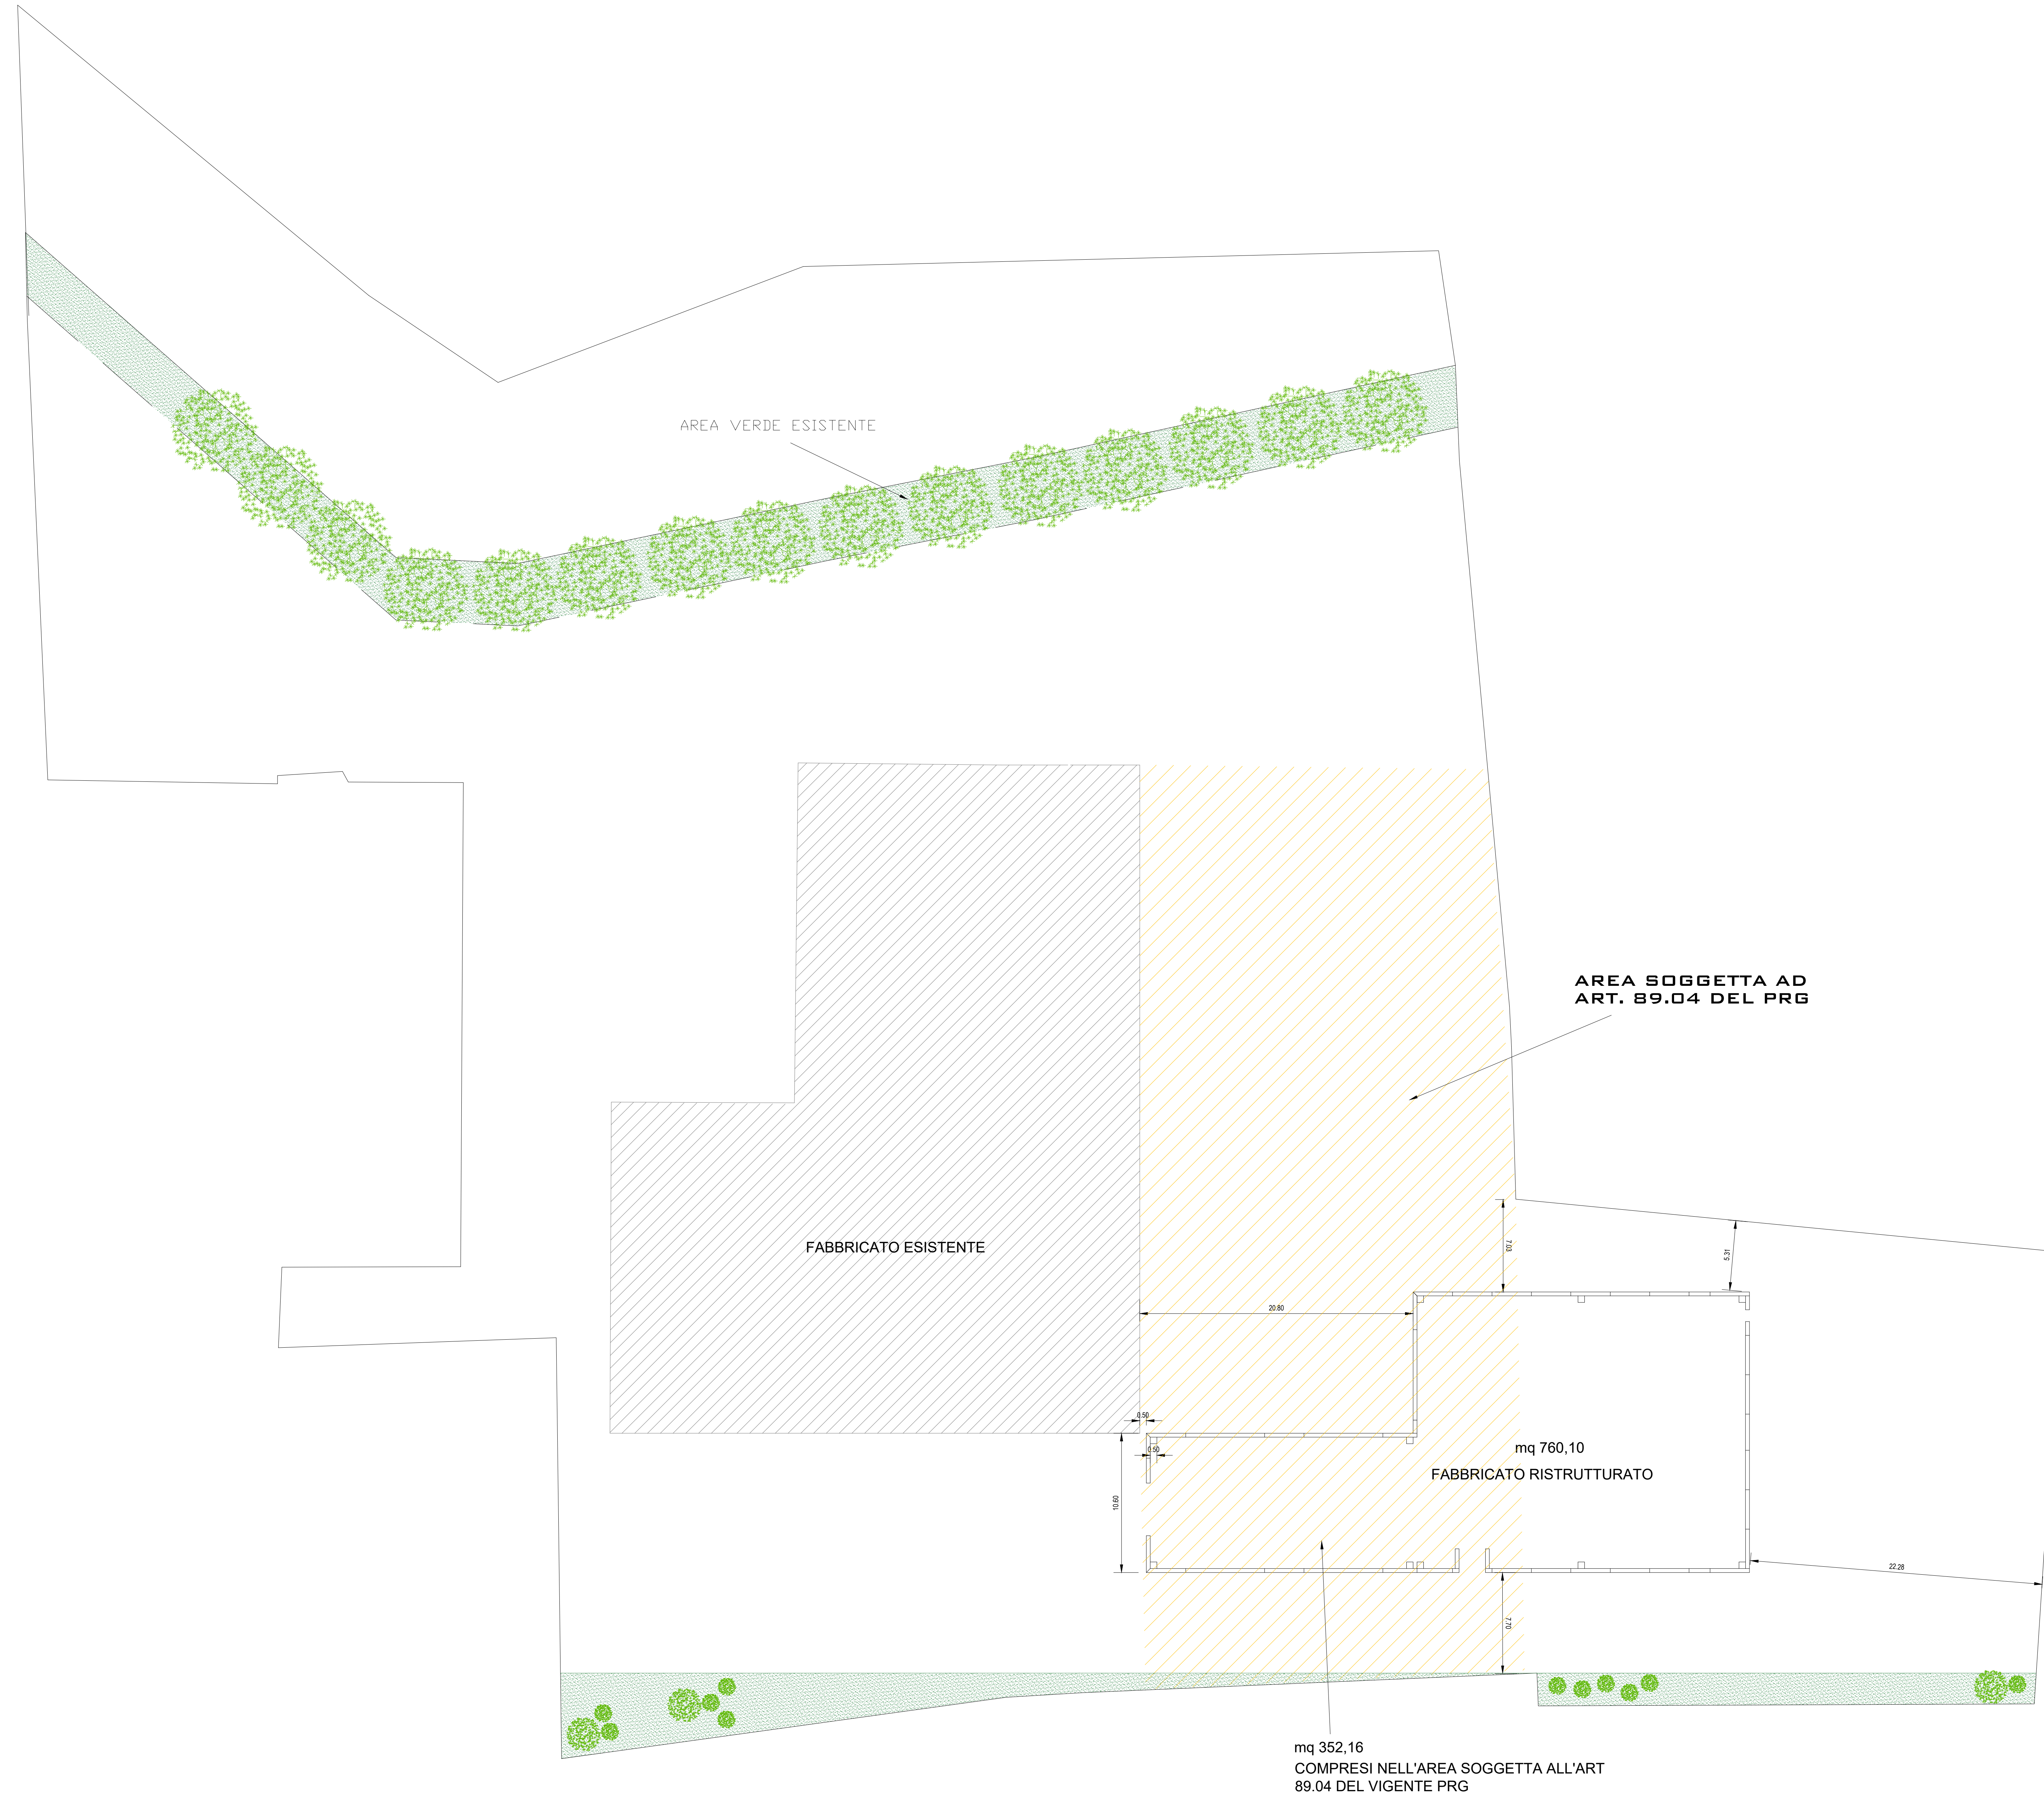 AREA VERDE ESISTENTE
AREA SOGGETTA AD
ART. 89.04 DEL PRG
7.03
5.31
FABBRICATO ESISTENTE
20.80
0.50
0.50
mq 760,10
FABBRICATO RISTRUTTURATO
10.60
22.28
7.70
mq 352,16
COMPRESI NELL'AREA SOGGETTA ALL'ART
89.04 DEL VIGENTE PRG